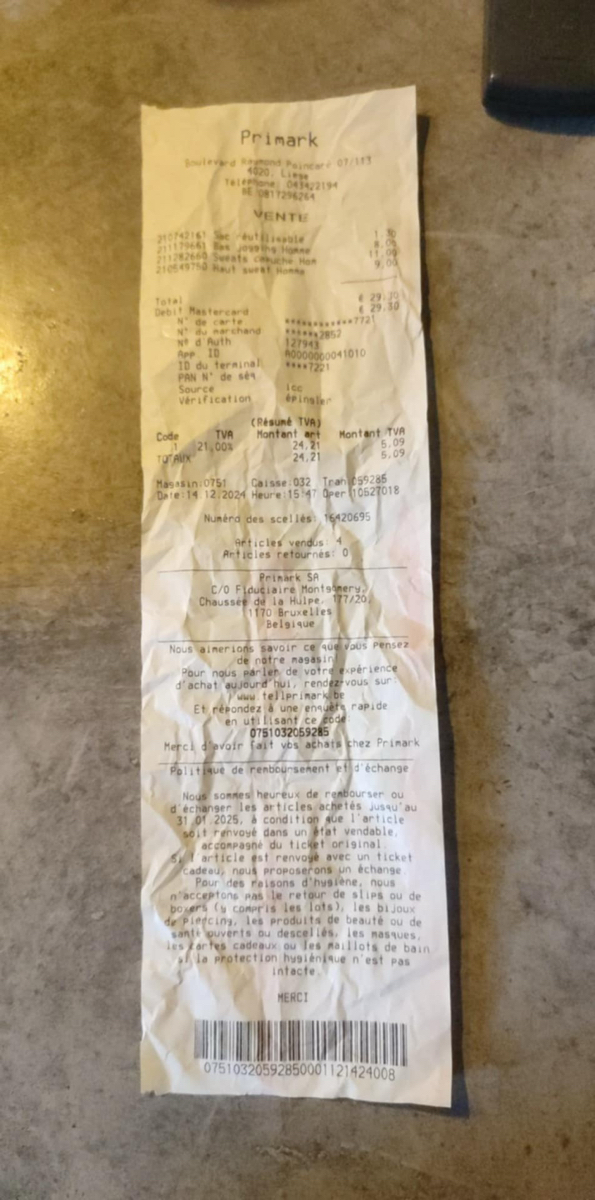 Primark
Boulevard Raymond Poincaré 07/113
4020, Liege
Telephone: 043422194
BE 0817296264
VENTE
210742161 Sac réutilisable 1.30
211179661 Bas jogging Homme 8.00
211282660 Sweats capuche Hom 11.00
210549750 Haut sweat Homme 9.00
Total € 29.30
Debit Mastercard € 29.30
N° de carte ************7721
N° du marchand ******2852
N° d Auth 127943
App. ID A0000000041010
ID du terminal ****7221
PAN N° de séq
Source icc
Vérification épingler
(Résumé TVA)
Code TVA Montant art Montant TVA
1 21.00% 24.21 5.09
TOTAUX 24.21 5.09
Magasin:0751 Caisse:032 Tran:059285
Date:14.12.2024 Heure:15:47 Oper:10527018
Numéro des scellés: 16420695
Articles vendus: 4
Articles retournés: 0
Primark SA
C/O Fiduciaire Montgomery,
Chaussée de la Hulpe, 177/20,
1170 Bruxelles
Belgique
Nous aimerions savoir ce que vous pensez
de notre magasin
Pour nous parler de votre expérience
d'achat aujourd'hui, rendez-vous sur:
www.tellprimark.be
Et répondez à une enquête rapide
en utilisant ce code
0751032059285
Merci d'avoir fait vos achats chez Primark
Politique de remboursement et d'échange
Nous sommes heureux de rembourser ou
d'échanger les articles achetés jusqu'au
31.01.2025, à condition que l'article
soit renvoyé dans un état vendable,
accompagné du ticket original.
Si l'article est renvoyé avec un ticket
cadeau, nous proposerons un échange.
Pour des raisons d'hygiène, nous
n'acceptons pas le retour de slips ou de
boxers (y compris les lots), les bijoux
de piercing, les produits de beauté ou de
santé ouverts ou descellés, les masques,
les cartes cadeaux ou les maillots de bain
si la protection hygiénique n'est pas
intacte.
MERCI
07510320592850001121424008